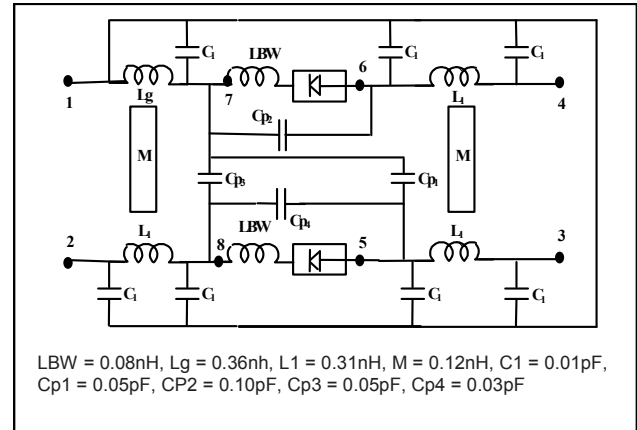 C1 LBW C1 C1
6
1 Lg 7 L1 4
Cp2
M M
Cp3 Cp1
Cp4
2 L1 LBW 3
8 5
C1 C1 C1 C1
LBW = 0.08nH, Lg = 0.36nh, L1 = 0.31nH, M = 0.12nH, C1 = 0.01pF,
Cp1 = 0.05pF, CP2 = 0.10pF, Cp3 = 0.05pF, Cp4 = 0.03pF
L1